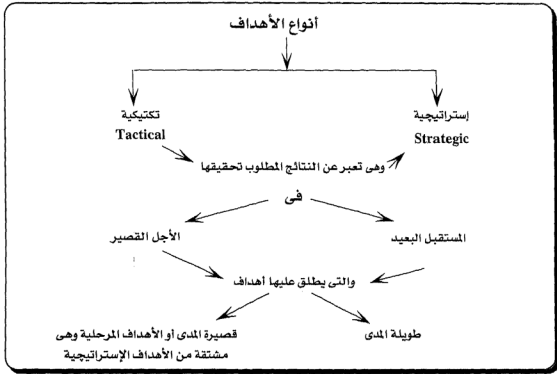 أنواع الأهداف
إستراتيجية
Strategic
تكتيكية
Tactical
وهى تعبر عن النتائج المطلوب تحقيقها
فى
المستقبل البعيد
الأجل القصير
والتى يطلق عليها أهداف
طويلة المدى
قصيرة المدى أو الأهداف المرحلية وهى
مشتقة من الأهداف الإستراتيجية